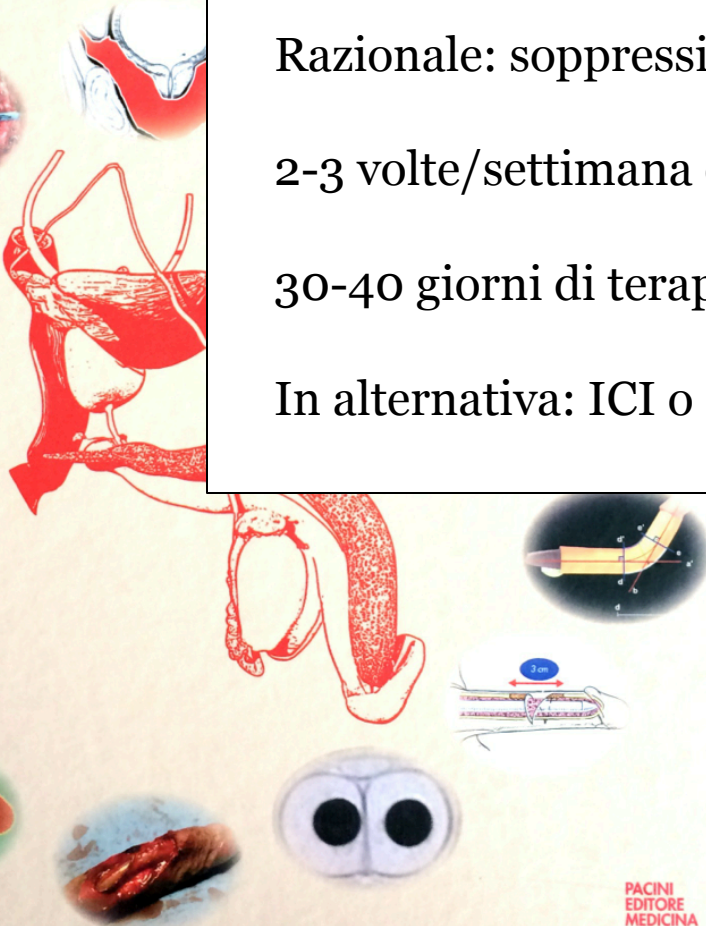 Razionale: soppressi
2-3 volte/settimana
30-40 giorni di terap
In alternativa: ICI o
e'
d'
e
a'
d
b
d
3 cm
PACINI
EDITORE
MEDICINA